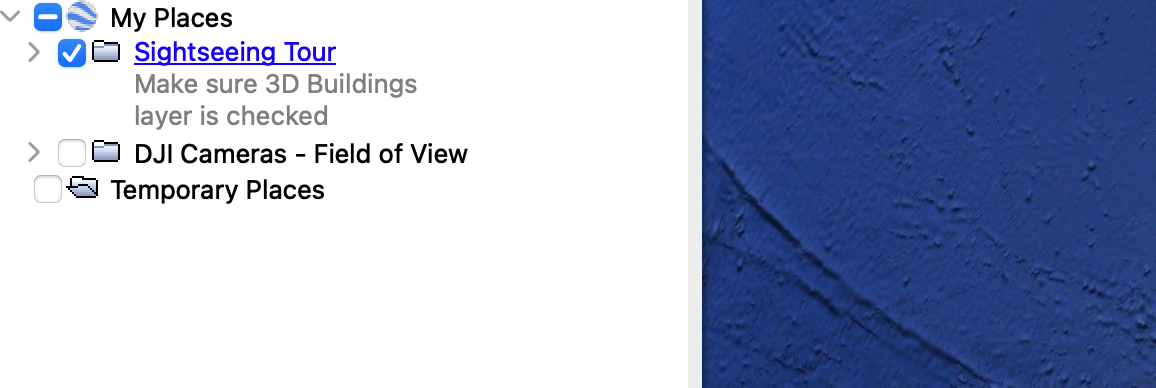 My Places
Sightseeing Tour
Make sure 3D Buildings
layer is checked
DJI Cameras - Field of View
Temporary Places